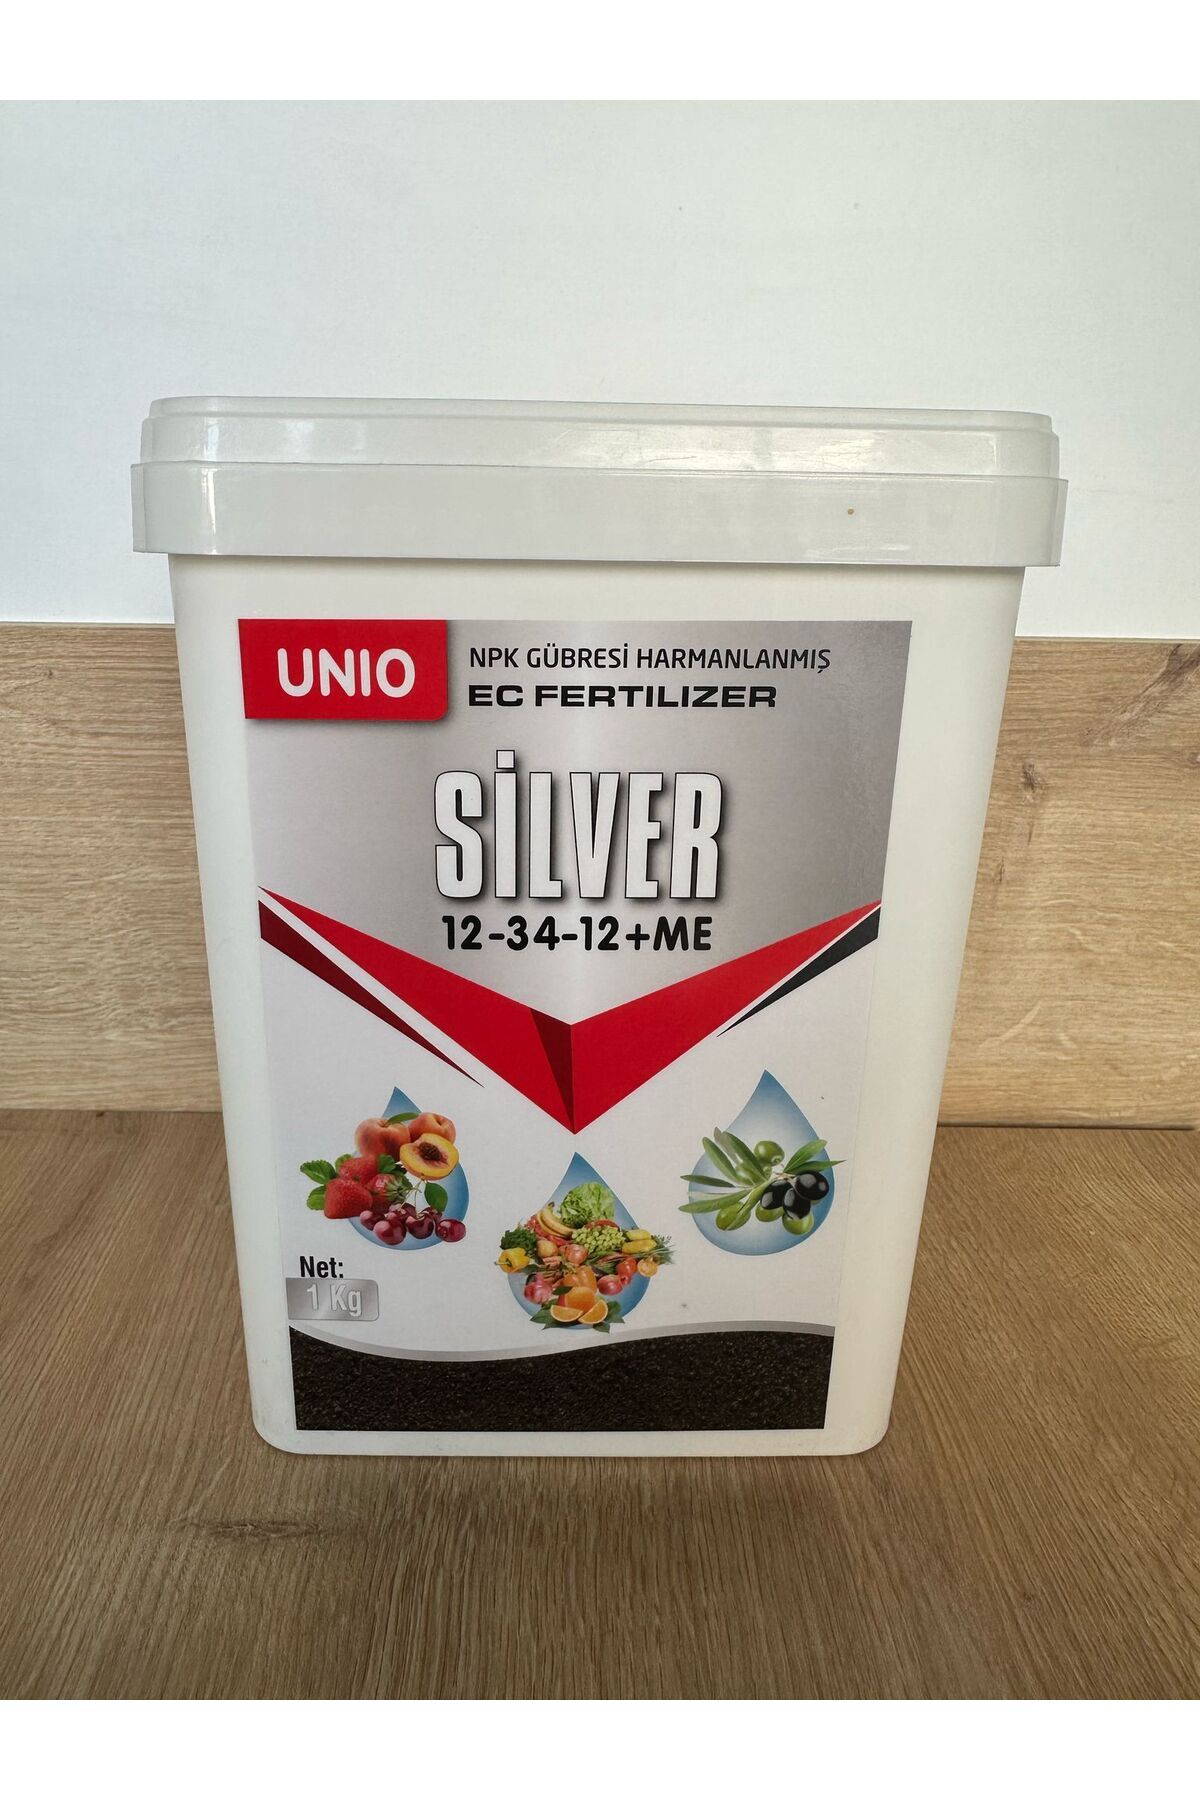 UNIO
NPK GÜBRESİ HARMANLANMIŞ
EC FERTILIZER
SİLVER
12-34-12+ME
Net:
1 Kg